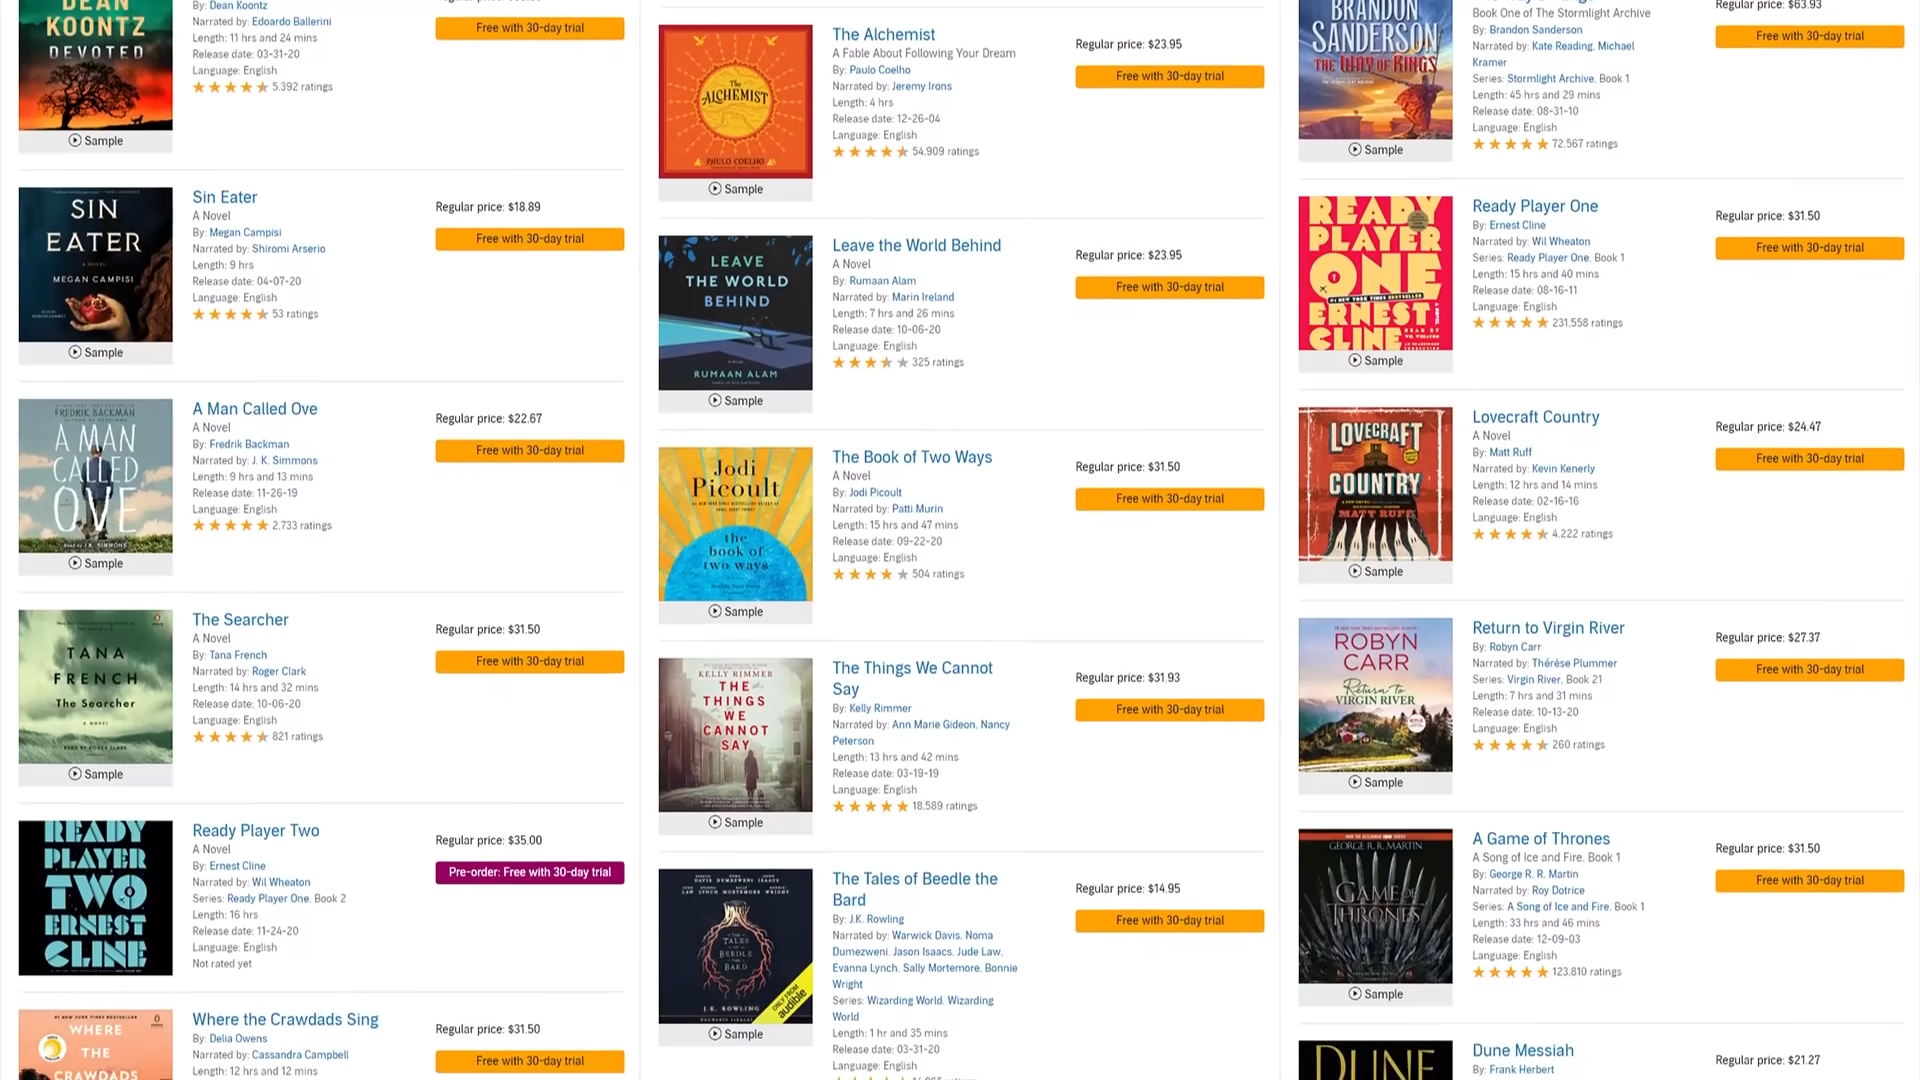 DEAN
KOONTZ
DEVOTED
Sample
By: Dean Koontz
Narrated by: Edoardo Ballerini
Length: 11 hrs and 24 mins
Release date: 03-31-20
Language: English
5,392 ratings
Free with 30-day trial
SIN
EATER
A NOVEL
MEGAN CAMPISI
Sample
Sin Eater
A Novel
By: Megan Campisi
Narrated by: Shiromi Arserio
Length: 9 hrs
Release date: 04-07-20
Language: English
53 ratings
Regular price: $18.89
Free with 30-day trial
FREDRIK BACKMAN
A MAN
CALLED
OVE
Read by J.K. SIMMONS
Sample
A Man Called Ove
A Novel
By: Fredrik Backman
Narrated by: J. K. Simmons
Length: 9 hrs and 13 mins
Release date: 11-26-19
Language: English
2,733 ratings
Regular price: $22.67
Free with 30-day trial
TANA
FRENCH
The Searcher
A NOVEL
READ BY ROGER CLARK
Sample
The Searcher
A Novel
By: Tana French
Narrated by: Roger Clark
Length: 14 hrs and 32 mins
Release date: 10-06-20
Language: English
821 ratings
Regular price: $31.50
Free with 30-day trial
READY
PLAYER
TWO
ERNEST
CLINE
Ready Player Two
A Novel
By: Ernest Cline
Narrated by: Wil Wheaton
Series: Ready Player One, Book 2
Length: 16 hrs
Release date: 11-24-20
Language: English
Not rated yet
Regular price: $35.00
Pre-order: Free with 30-day trial
WHERE
THE
CRAWDADS
Where the Crawdads Sing
By: Delia Owens
Narrated by: Cassandra Campbell
Length: 12 hrs and 12 mins
Regular price: $31.50
Free with 30-day trial
The
ALCHEMIST
PAULO COELHO
Sample
The Alchemist
A Fable About Following Your Dream
By: Paulo Coelho
Narrated by: Jeremy Irons
Length: 4 hrs
Release date: 12-26-04
Language: English
54,909 ratings
Regular price: $23.95
Free with 30-day trial
LEAVE
THE WORLD
BEHIND
RUMAAN ALAM
Sample
Leave the World Behind
A Novel
By: Rumaan Alam
Narrated by: Marin Ireland
Length: 7 hrs and 26 mins
Release date: 10-06-20
Language: English
325 ratings
Regular price: $23.95
Free with 30-day trial
Jodi
Picoult
the
book of
two ways
Sample
The Book of Two Ways
A Novel
By: Jodi Picoult
Narrated by: Patti Murin
Length: 15 hrs and 47 mins
Release date: 09-22-20
Language: English
504 ratings
Regular price: $31.50
Free with 30-day trial
KELLY RIMMER
THE
THINGS
WE
CANNOT
SAY
Sample
The Things We Cannot
Say
By: Kelly Rimmer
Narrated by: Ann Marie Gideon, Nancy
Peterson
Length: 13 hrs and 42 mins
Release date: 03-19-19
Language: English
18,589 ratings
Regular price: $31.93
Free with 30-day trial
THE
TALES OF
BEEDLE
THE
BARD
J.K. ROWLING
ONLY FROM
audible
Sample
The Tales of Beedle the
Bard
By: J.K. Rowling
Narrated by: Warwick Davis, Noma
Dumezweni, Jason Isaacs, Jude Law,
Evanna Lynch, Sally Mortemore, Bonnie
Wright
Series: Wizarding World, Wizarding
World
Length: 1 hr and 35 mins
Release date: 03-31-20
Language: English
Regular price: $14.95
Free with 30-day trial
BRANDON
SANDERSON
THE WAY OF KINGS
Sample
Book One of The Stormlight Archive
By: Brandon Sanderson
Narrated by: Kate Reading, Michael
Kramer
Series: Stormlight Archive, Book 1
Length: 45 hrs and 29 mins
Release date: 08-31-10
Language: English
72,567 ratings
Regular price: $63.93
Free with 30-day trial
READY
PLAYER
ONE
#1 NEW YORK TIMES BESTSELLER
ERNEST
CLINE
READ BY
WIL WHEATON
Sample
Ready Player One
By: Ernest Cline
Narrated by: Wil Wheaton
Series: Ready Player One, Book 1
Length: 15 hrs and 40 mins
Release date: 08-16-11
Language: English
231,558 ratings
Regular price: $31.50
Free with 30-day trial
LOVECRAFT
COUNTRY
MATT RUFF
Sample
Lovecraft Country
A Novel
By: Matt Ruff
Narrated by: Kevin Kenerly
Length: 12 hrs and 14 mins
Release date: 02-16-16
Language: English
4,222 ratings
Regular price: $24.47
Free with 30-day trial
ROBYN
CARR
Return to
VIRGIN RIVER
Sample
Return to Virgin River
By: Robyn Carr
Narrated by: Thérèse Plummer
Series: Virgin River, Book 21
Length: 7 hrs and 31 mins
Release date: 10-13-20
Language: English
260 ratings
Regular price: $27.37
Free with 30-day trial
GEORGE R. R. MARTIN
A
GAME OF
THRONES
Sample
A Game of Thrones
A Song of Ice and Fire, Book 1
By: George R. R. Martin
Narrated by: Roy Dotrice
Series: A Song of Ice and Fire, Book 1
Length: 33 hrs and 46 mins
Release date: 12-09-03
Language: English
123,810 ratings
Regular price: $31.50
Free with 30-day trial
DUNE
Dune Messiah
By: Frank Herbert
Regular price: $21.27